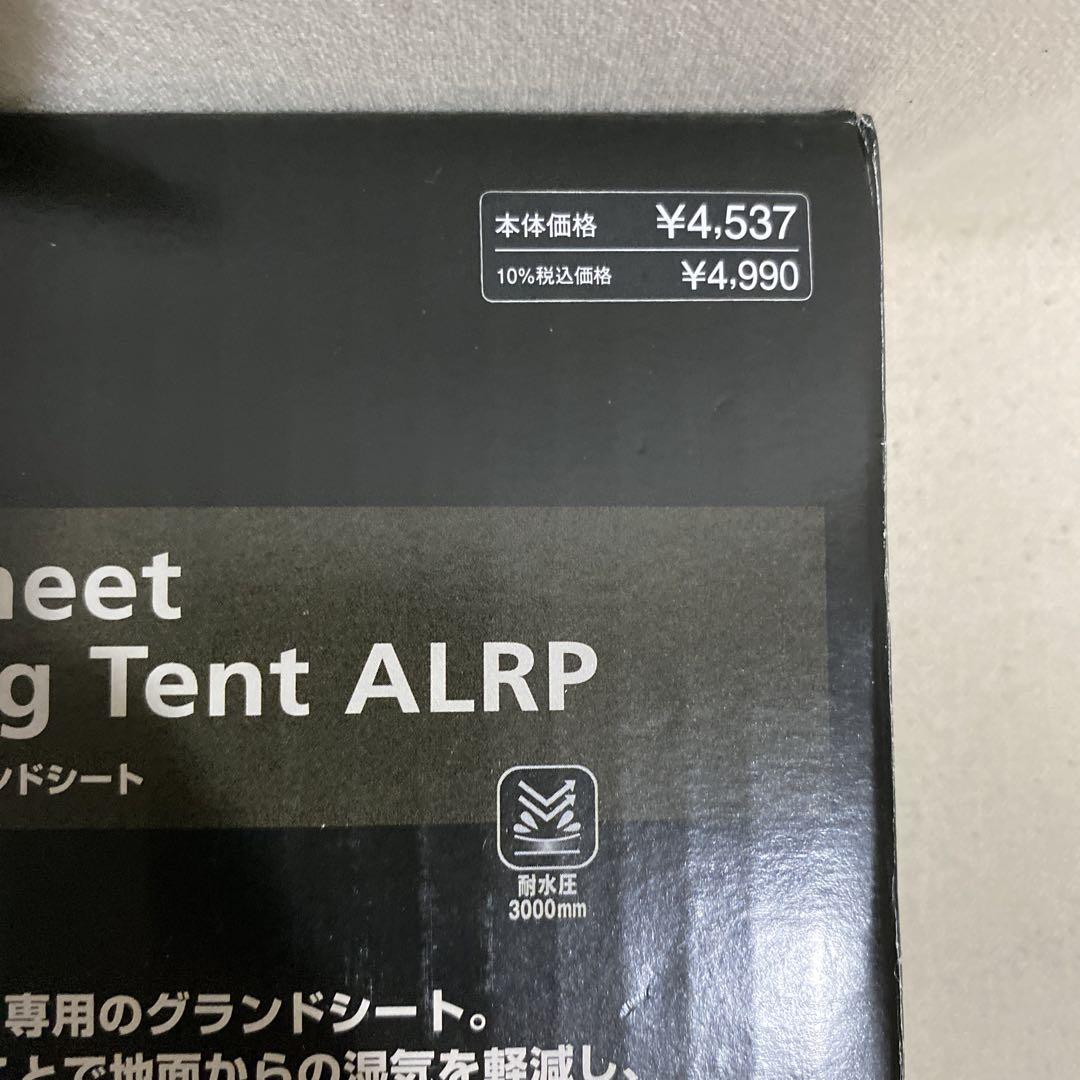 本体価格 ¥4,537
10%税込価格 ¥4,990
heet
g Tent ALRP
ンドシート
耐水圧
3000mm
専用のグランドシート。
ことで地面からの湿気を軽減し、